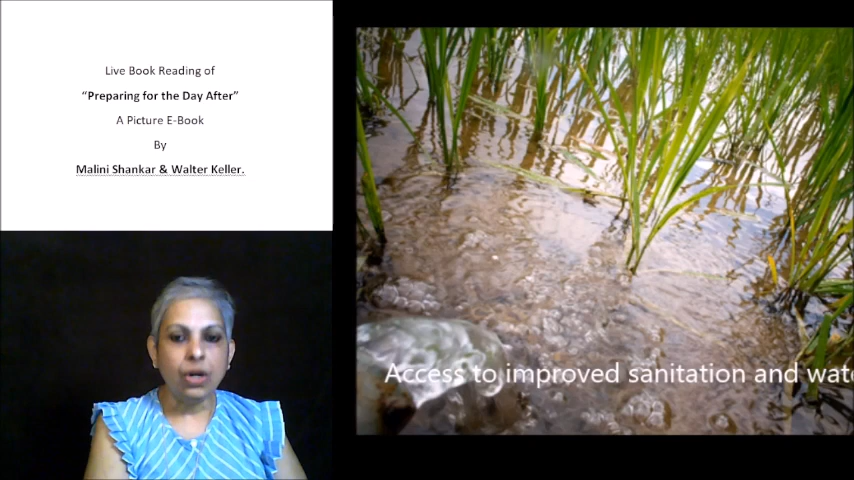 Live Book Reading of
“Preparing for the Day After”
A Picture E-Book
By
Malini Shankar & Walter Keller.
Access to improved sanitation and wat